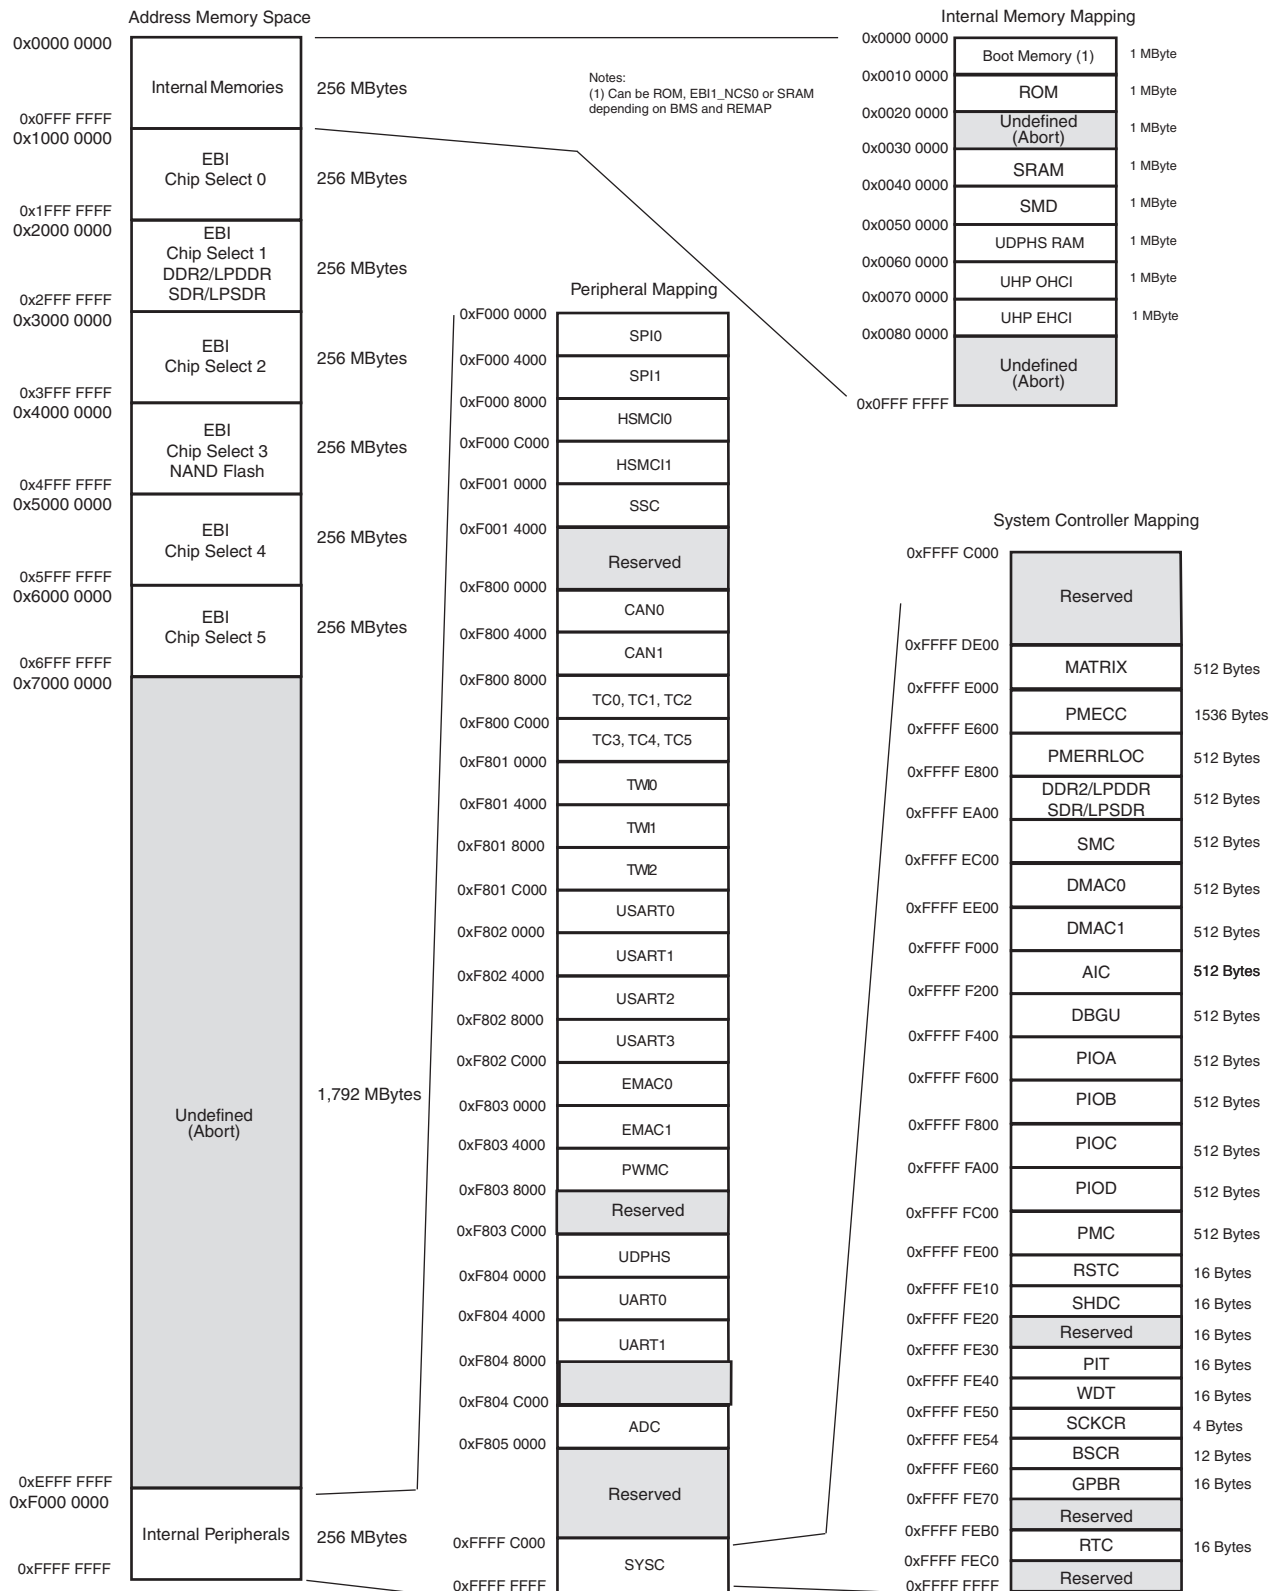 Address Memory Space
0x0000 0000
Internal Memories
256 MBytes
0x0FFF FFFF
0x1000 0000
EBI
Chip Select 0
256 MBytes
0x1FFF FFFF
0x2000 0000
EBI
Chip Select 1
DDR2/LPDDR
SDR/LPSDR
256 MBytes
0x2FFF FFFF
0x3000 0000
EBI
Chip Select 2
256 MBytes
0x3FFF FFFF
0x4000 0000
EBI
Chip Select 3
NAND Flash
256 MBytes
0x4FFF FFFF
0x5000 0000
EBI
Chip Select 4
256 MBytes
0x5FFF FFFF
0x6000 0000
EBI
Chip Select 5
256 MBytes
0x6FFF FFFF
0x7000 0000
Undefined
(Abort)
1,792 MBytes
0xEFFF FFFF
0xF000 0000
Internal Peripherals
256 MBytes
0xFFFF FFFF
Notes:
(1) Can be ROM, EBI1_NCS0 or SRAM
depending on BMS and REMAP
Peripheral Mapping
0xF000 0000
SPI0
0xF000 4000
SPI1
0xF000 8000
HSMCI0
0xF000 C000
HSMCI1
0xF001 0000
SSC
0xF001 4000
Reserved
0xF800 0000
CAN0
0xF800 4000
CAN1
0xF800 8000
TC0, TC1, TC2
0xF800 C000
TC3, TC4, TC5
0xF801 0000
TWI0
0xF801 4000
TWI1
0xF801 8000
TWI2
0xF801 C000
USART0
0xF802 0000
USART1
0xF802 4000
USART2
0xF802 8000
USART3
0xF802 C000
EMAC0
0xF803 0000
EMAC1
0xF803 4000
PWMC
0xF803 8000
Reserved
0xF803 C000
UDPHS
0xF804 0000
UART0
0xF804 4000
UART1
0xF804 8000
0xF804 C000
ADC
0xF805 0000
Reserved
0xFFFF C000
SYSC
0xFFFF FFFF
Internal Memory Mapping
0x0000 0000
Boot Memory (1)
1 MByte
0x0010 0000
ROM
1 MByte
0x0020 0000
Undefined
(Abort)
1 MByte
0x0030 0000
SRAM
1 MByte
0x0040 0000
SMD
1 MByte
0x0050 0000
UDPHS RAM
1 MByte
0x0060 0000
UHP OHCI
1 MByte
0x0070 0000
UHP EHCI
1 MByte
0x0080 0000
Undefined
(Abort)
0x0FFF FFFF
System Controller Mapping
0xFFFF C000
Reserved
0xFFFF DE00
MATRIX
512 Bytes
0xFFFF E000
PMECC
1536 Bytes
0xFFFF E600
PMERRLOC
512 Bytes
0xFFFF E800
DDR2/LPDDR
SDR/LPSDR
512 Bytes
0xFFFF EA00
SMC
512 Bytes
0xFFFF EC00
DMAC0
512 Bytes
0xFFFF EE00
DMAC1
512 Bytes
0xFFFF F000
AIC
512 Bytes
0xFFFF F200
DBGU
512 Bytes
0xFFFF F400
PIOA
512 Bytes
0xFFFF F600
PIOB
512 Bytes
0xFFFF F800
PIOC
512 Bytes
0xFFFF FA00
PIOD
512 Bytes
0xFFFF FC00
PMC
512 Bytes
0xFFFF FE00
RSTC
16 Bytes
0xFFFF FE10
SHDC
16 Bytes
0xFFFF FE20
Reserved
16 Bytes
0xFFFF FE30
PIT
16 Bytes
0xFFFF FE40
WDT
16 Bytes
0xFFFF FE50
SCKCR
4 Bytes
0xFFFF FE54
BSCR
12 Bytes
0xFFFF FE60
GPBR
16 Bytes
0xFFFF FE70
Reserved
0xFFFF FEB0
RTC
16 Bytes
0xFFFF FEC0
Reserved
0xFFFF FFFF